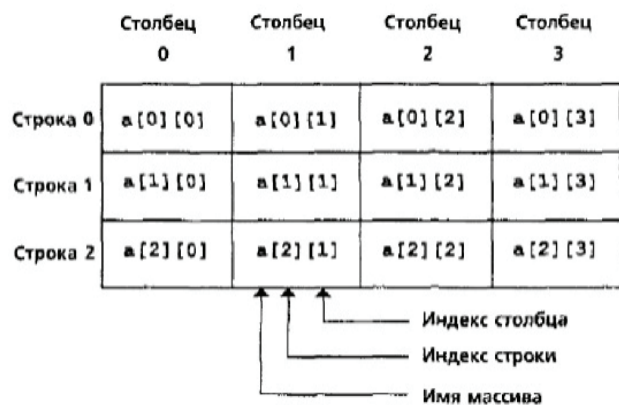 Столбец Столбец Столбец Столбец
0 1 2 3
Строка 0 a[0][0] a[0][1] a[0][2] a[0][3]
Строка 1 a[1][0] a[1][1] a[1][2] a[1][3]
Строка 2 a[2][0] a[2][1] a[2][2] a[2][3]
Индекс столбца
Индекс строки
Имя массива